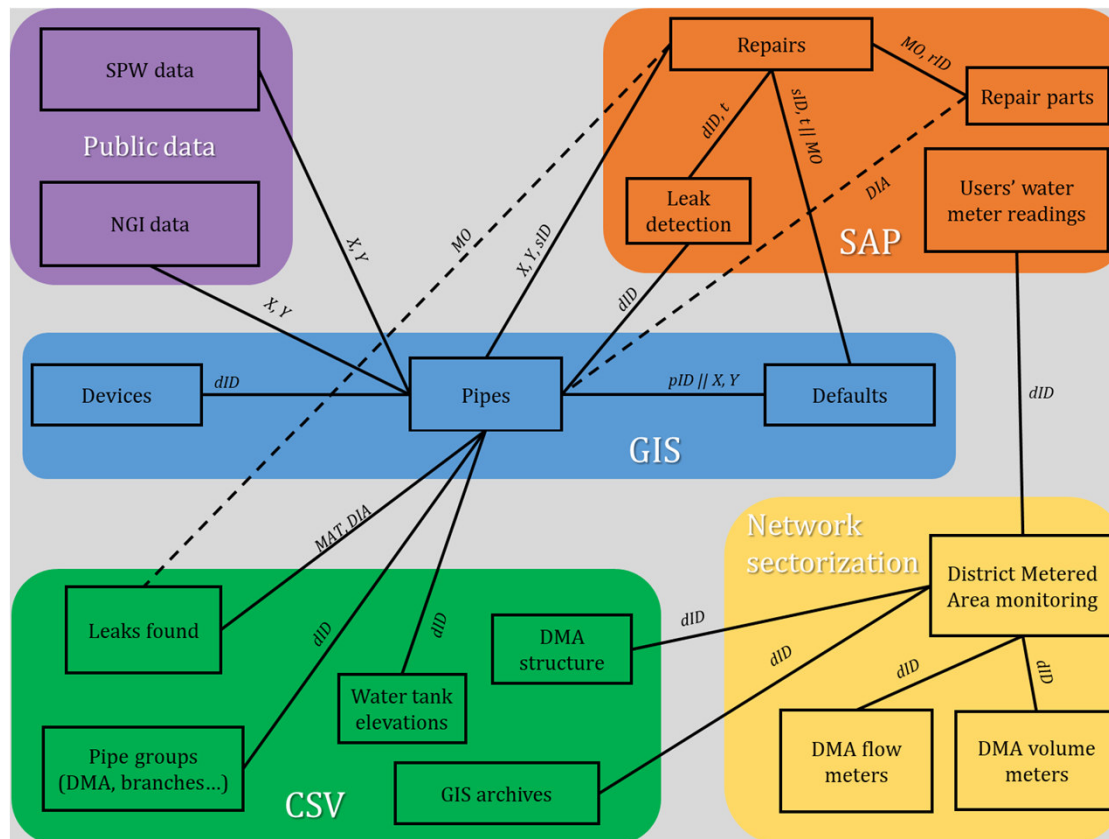 SPW data
Public data
NGI data
X, Y
X, Y
Repairs
MO, rID
Repair parts
dID, t
sID, t || MO
DIA
Leak
detection
Users’ water
meter readings
SAP
MO
X, Y, sID
dID
Devices
dID
Pipes
pID || X, Y
Defaults
GIS
dID
MAT, DIA
dID
dID
Leaks found
Water tank
elevations
Pipe groups
(DMA, branches...)
DMA
structure
GIS archives
CSV
dID
dID
Network
sectorization
District Metered
Area monitoring
dID
dID
DMA flow
meters
DMA volume
meters